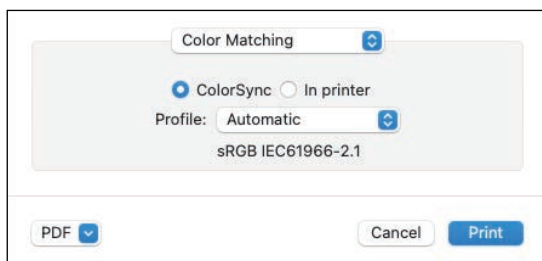 Color Matching
ColorSync In printer
Profile: Automatic
sRGB IEC61966-2.1
PDF Cancel Print